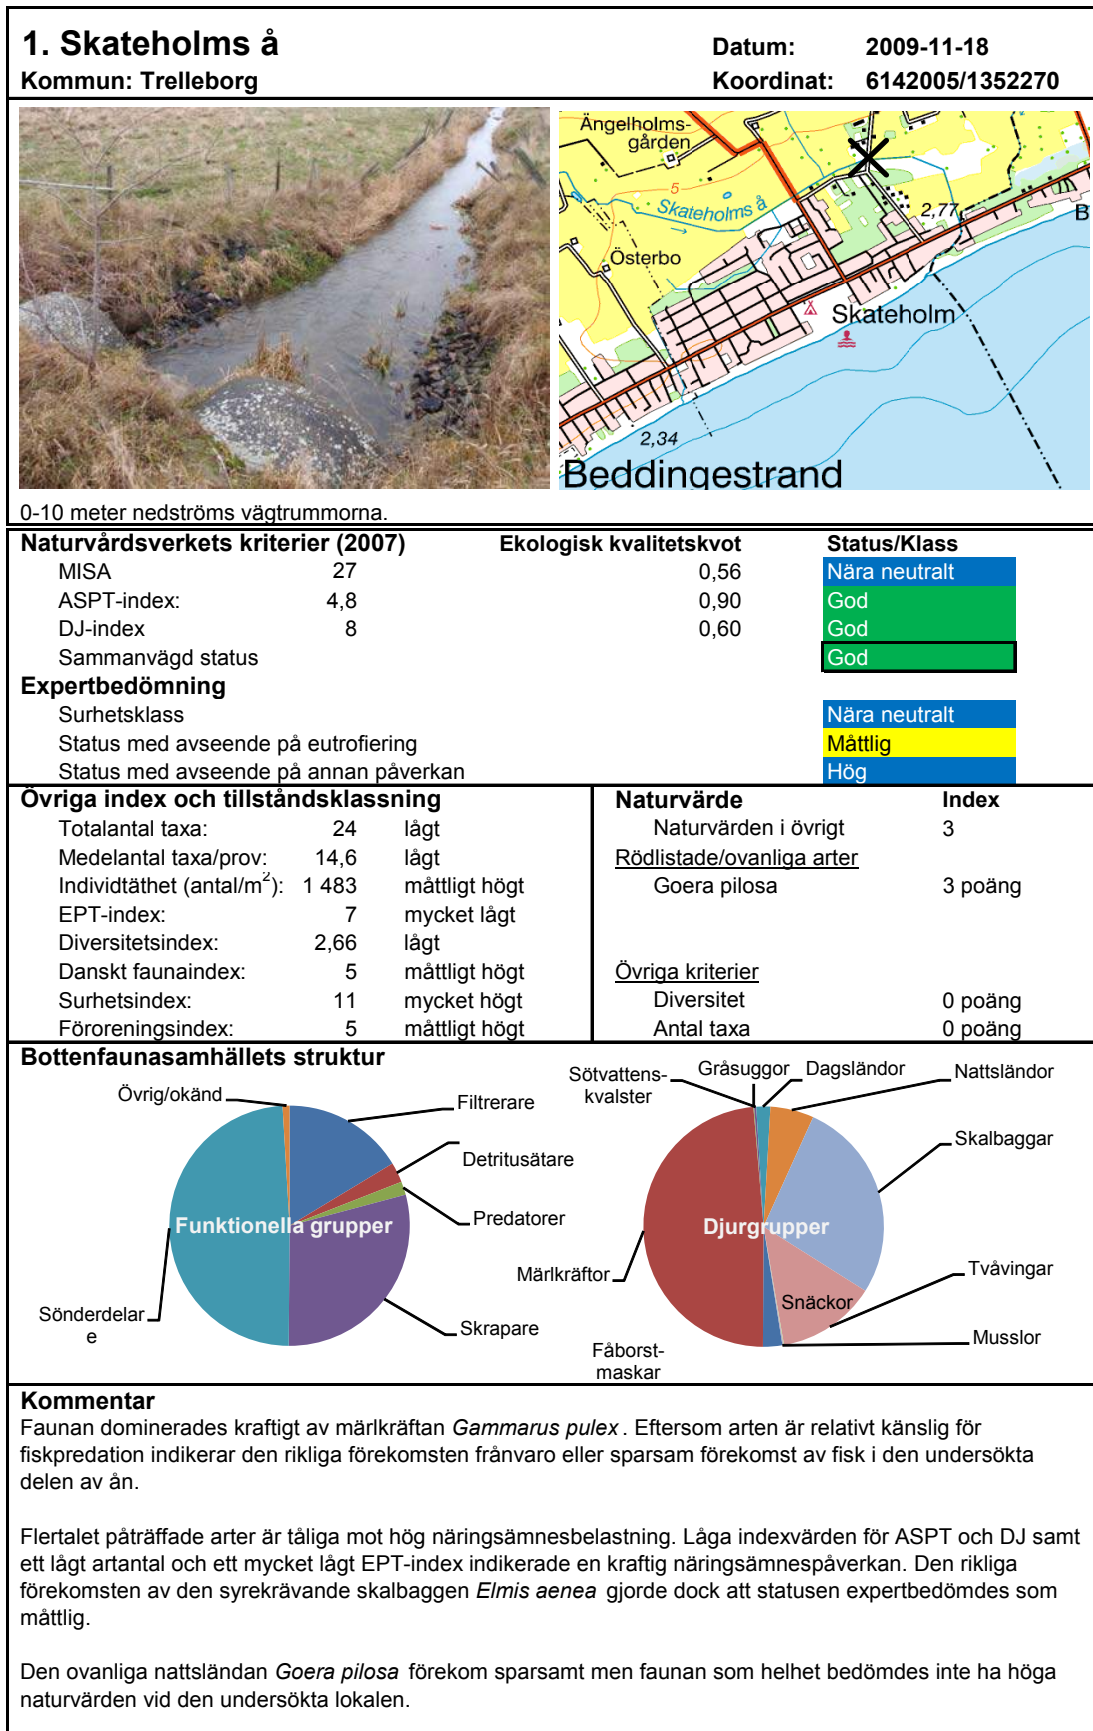 1. Skateholms å
Datum: 2009-11-18
Kommun: Trelleborg
Koordinat: 6142005/1352270
Ängelholms-
gården
5
Skateholms å
2,77
B
Österbo
Skateholm
2,34
Beddingestrand
0-10 meter nedströms vägtrummorna.
Naturvårdsverkets kriterier (2007) Ekologisk kvalitetskvot Status/Klass
MISA 27 0,56 Nära neutralt
ASPT-index: 4,8 0,90 God
DJ-index 8 0,60 God
Sammanvägd status God
Expertbedömning
Surhetsklass Nära neutralt
Status med avseende på eutrofiering Måttlig
Status med avseende på annan påverkan Hög
Övriga index och tillståndsklassning
Totalantal taxa: 24 lågt
Medelantal taxa/prov: 14,6 lågt
Individtäthet (antal/m²): 1 483 måttligt högt
EPT-index: 7 mycket lågt
Diversitetsindex: 2,66 lågt
Danskt faunaindex: 5 måttligt högt
Surhetsindex: 11 mycket högt
Föroreningsindex: 5 måttligt högt
Naturvärde Index
Naturvärden i övrigt 3
Rödlistade/ovanliga arter
Goera pilosa 3 poäng
Övriga kriterier
Diversitet 0 poäng
Antal taxa 0 poäng
Bottenfaunasamhällets struktur
Övrig/okänd
Filtrerare
Detritusätare
Predatorer
Funktionella grupper
Sönderdelar
e
Skrapare
Sötvattens-
kvalster
Gråsuggor
Dagsländor
Nattsländor
Skalbaggar
Djurgrupper
Märlkräftor
Tvåvingar
Snäckor
Musslor
Fåborst-
maskar
Kommentar
Faunan dominerades kraftigt av märlkräftan Gammarus pulex . Eftersom arten är relativt känslig för
fiskpredation indikerar den rikliga förekomsten frånvaro eller sparsam förekomst av fisk i den undersökta
delen av ån.
Flertalet påträffade arter är tåliga mot hög näringsämnesbelastning. Låga indexvärden för ASPT och DJ samt
ett lågt artantal och ett mycket lågt EPT-index indikerade en kraftig näringsämnespåverkan. Den rikliga
förekomsten av den syrekrävande skalbaggen Elmis aenea gjorde dock att statusen expertbedömdes som
måttlig.
Den ovanliga nattsländan Goera pilosa förekom sparsamt men faunan som helhet bedömdes inte ha höga
naturvärden vid den undersökta lokalen.